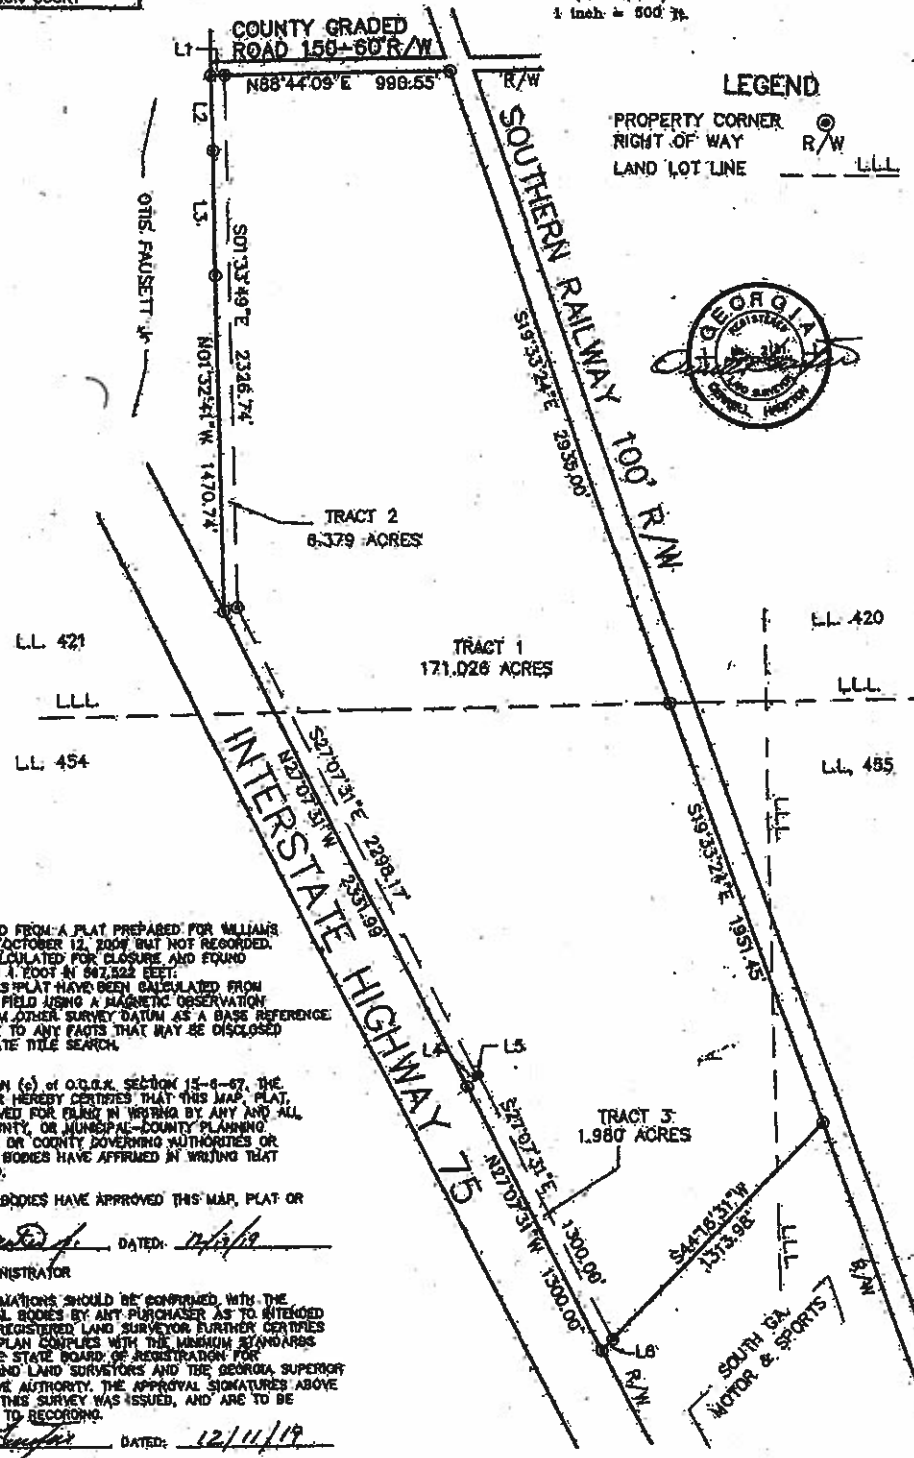 1 inch = 500 ft.
COUNTY GRADED
ROAD 150-60'R/W
L1
N88°44'09"E 998.55'
R/W
LEGEND
PROPERTY CORNER
RIGHT OF WAY R/W
LAND LOT LINE L.L.L.
L2
L3
OTIS FAUSETT Jr
S01°33'49"E 2326.74'
N01°32'41"W 1470.74'
SOUTHERN RAILWAY 100' R/W
S19°33'24"E 2935.00'
GEORGIA
REGISTERED
LAND SURVEYOR
TRACT 2
6.379 ACRES
TRACT 1
171.026 ACRES
L.L. 421
L.L. 420
L.L.L.
L.L.L.
L.L. 454
L.L. 455
L.L.L.
S27°07'31"E 2298.17'
N27°07'31"W 2331.99'
INTERSTATE HIGHWAY 75
S19°33'24"E 1951.45'
L4
L5
S27°07'31"E 1300.00'
N27°07'31"W 1300.00'
TRACT 3
1.980 ACRES
S44°16'31"W
1313.98'
L.L.L.
R/W
L6
R/W
SOUTH GA.
MOTOR & SPORTS
D FROM A PLAT PREPARED FOR WILLIAMS
OCTOBER 12, 2009 BUT NOT RECORDED.
CULATED FOR CLOSURE AND FOUND
1 FOOT IN 567,522 FEET.
S PLAT HAVE BEEN CALCULATED FROM
FIELD USING A MAGNETIC OBSERVATION
M OTHER SURVEY DATUM AS A BASE REFERENCE.
T TO ANY FACTS THAT MAY BE DISCLOSED
ATE TITLE SEARCH.
N (c) of O.C.G.A. SECTION 15-6-67, THE
R HEREBY CERTIFIES THAT THIS MAP, PLAT,
VED FOR FILING IN WRITING BY ANY AND ALL
NTY, OR MUNICIPAL-COUNTY PLANNING
OR COUNTY GOVERNING AUTHORITIES OR
BODIES HAVE AFFIRMED IN WRITING THAT
D.
BODIES HAVE APPROVED THIS MAP, PLAT OR
DATED:
NISTRATOR
MATIONS SHOULD BE CONFIRMED WITH THE
AL BODIES BY ANY PURCHASER AS TO INTENDED
REGISTERED LAND SURVEYOR FURTHER CERTIFIES
PLAN COMPLIES WITH THE MINIMUM STANDARDS
E STATE BOARD OF REGISTRATION FOR
AND LAND SURVEYORS AND THE GEORGIA SUPERIOR
VE AUTHORITY. THE APPROVAL SIGNATURES ABOVE
THIS SURVEY WAS ISSUED, AND ARE TO BE
TO RECORDING.
DATED: 12/11/19